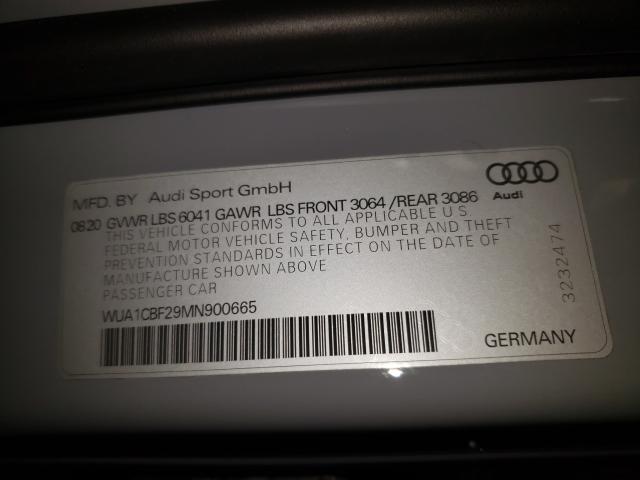 MFD. BY Audi Sport GmbH
0820 GVWR LBS 6041 GAWR LBS FRONT 3064 /REAR 3086
THIS VEHICLE CONFORMS TO ALL APPLICABLE U S
FEDERAL MOTOR VEHICLE SAFETY, BUMPER AND THEFT
PREVENTION STANDARDS IN EFFECT ON THE DATE OF
MANUFACTURE SHOWN ABOVE
PASSENGER CAR
WUA1CBF29MN900665
Audi
3232474
GERMANY